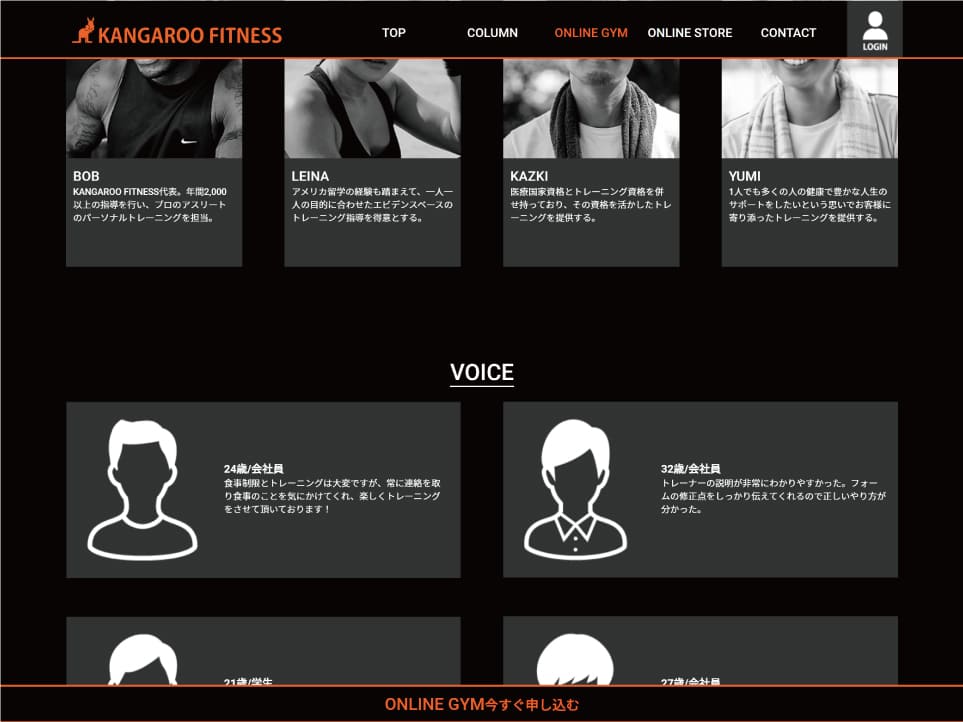 KANGAROO FITNESS
TOP
COLUMN
ONLINE GYM
ONLINE STORE
CONTACT
LOGIN
BOB
KANGAROO FITNESS代表。年間2,000
以上の指導を行い、プロのアスリート
のパーソナルトレーニングを担当。
LEINA
アメリカ留学の経験も踏まえて、一人一
人の目的に合わせたエビデンスベースの
トレーニング指導を得意とする。
KAZKI
医療国家資格とトレーニング資格を併
せ持っており、その資格を活かしたトレ
ーニングを提供する。
YUMI
1人でも多くの人の健康で豊かな人生の
サポートをしたいという思いでお客様に
寄り添ったトレーニングを提供する。
VOICE
24歳/会社員
食事制限とトレーニングは大変ですが、常に連絡を取
り食事のことを気にかけてくれ、楽しくトレーニング
をさせて頂いております！
32歳/会社員
トレーナーの説明が非常にわかりやすかった。フォー
ムの修正点をしっかり伝えてくれるので正しいやり方が
分かった。
21歳/学生
27歳/会社員
ONLINE GYM今すぐ申し込む